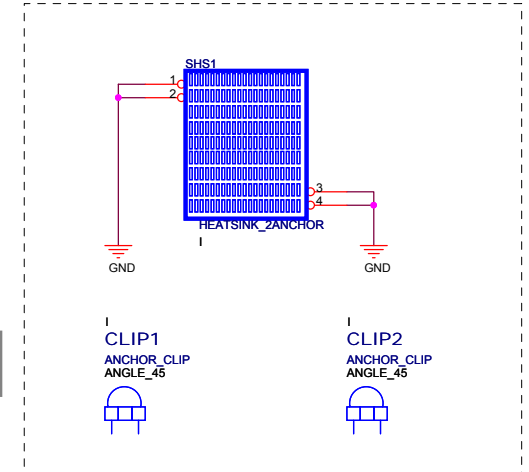 SHS1
1
2
3
4
HEATSINK_2ANCHOR
I
GND
GND
I
CLIP1
ANCHOR_CLIP
ANGLE_45
I
CLIP2
ANCHOR_CLIP
ANGLE_45